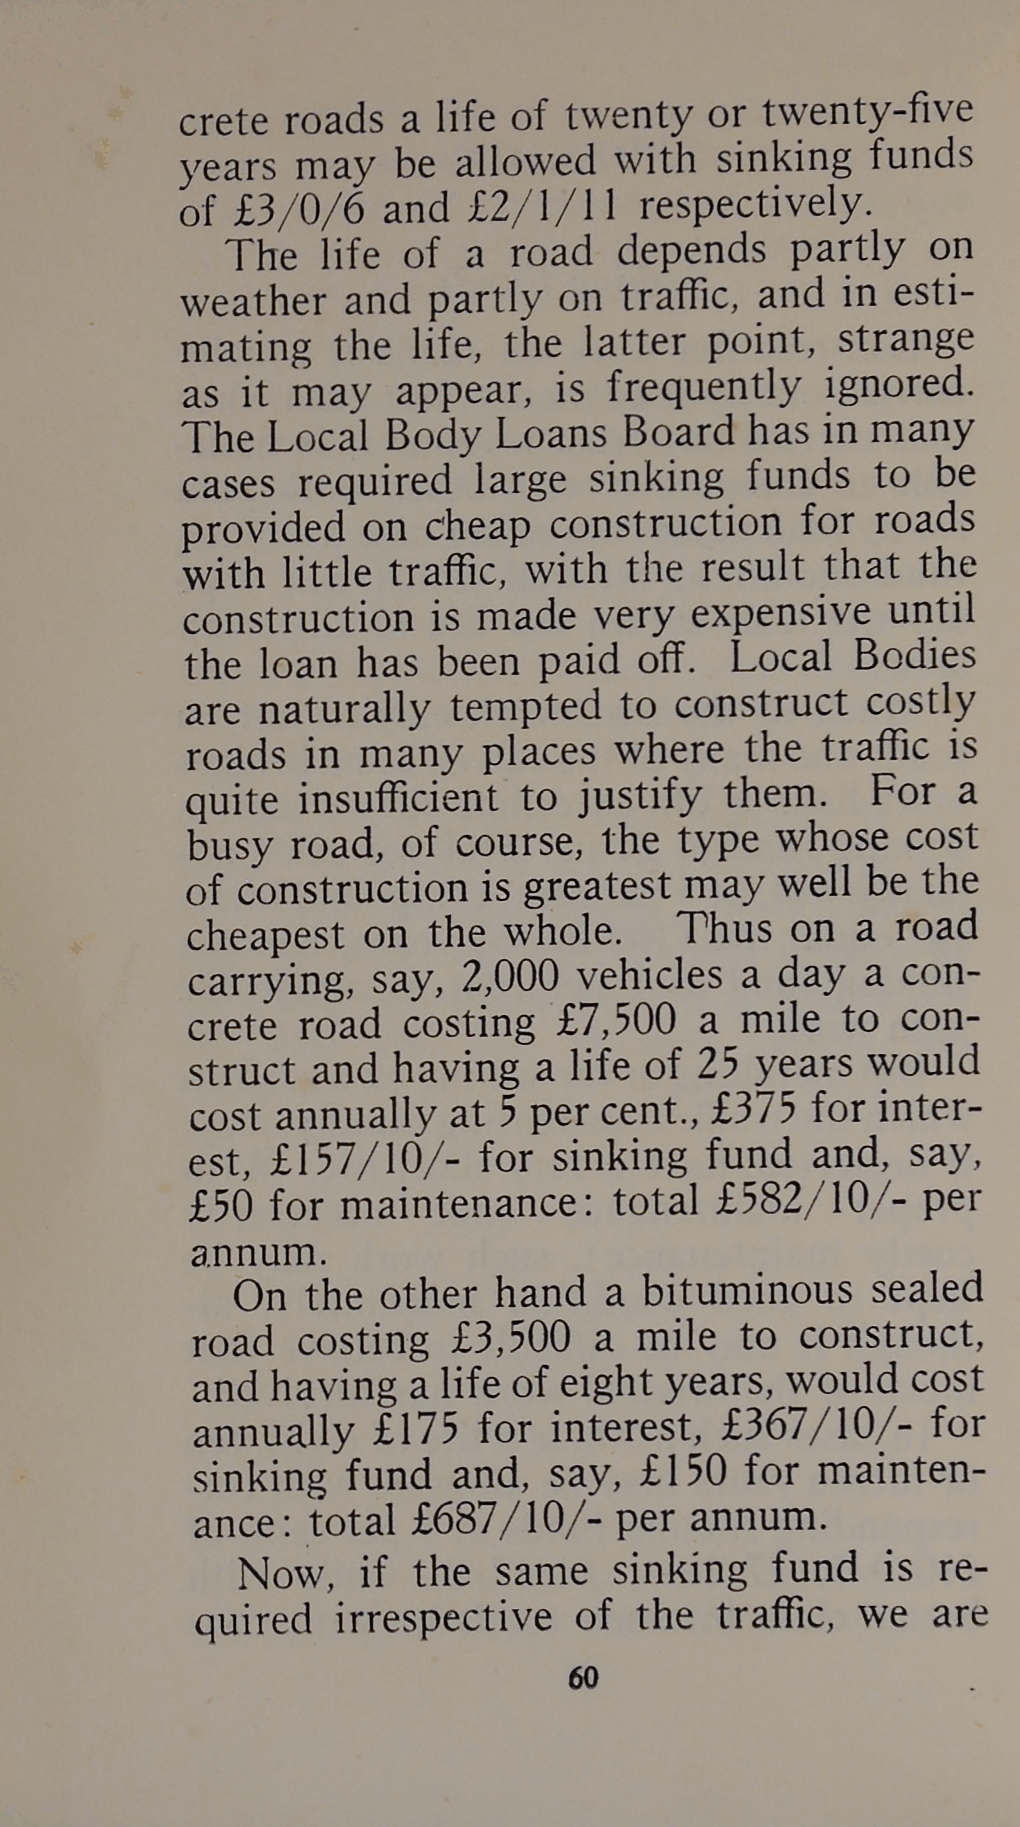 crete roads a life of twenty or twenty-five
years may be allowed with sinking funds
of £3/0/6 and £2/1/11 respectively.
The life of a road depends partly on
weather and partly on traffic, and in esti-
mating the life, the latter point, strange
as it may appear, is frequently ignored.
The Local Body Loans Board has in many
cases required large sinking funds to be
provided on cheap construction for roads
with little traffic, with the result that the
construction is made very expensive until
the loan has been paid off. Local Bodies
are naturally tempted to construct costly
roads in many places where the traffic is
quite insufficient to justify them. For a
busy road, of course, the type whose cost
of construction is greatest may well be the
cheapest on the whole. Thus on a road
carrying, say, 2,000 vehicles a day a con-
crete road costing £7,500 a mile to con-
struct and having a life of 25 years would
cost annually at 5 per cent., £375 for inter-
est, £157/10/- for sinking fund and, say,
£50 for maintenance: total £582/10/- per
annum.
On the other hand a bituminous sealed
road costing £3,500 a mile to construct,
and having a life of eight years, would cost
annually £175 for interest, £367/10/- for
sinking fund and, say, £150 for mainten-
ance: total £687/10/- per annum.
Now, if the same sinking fund is re-
quired irrespective of the traffic, we are
60